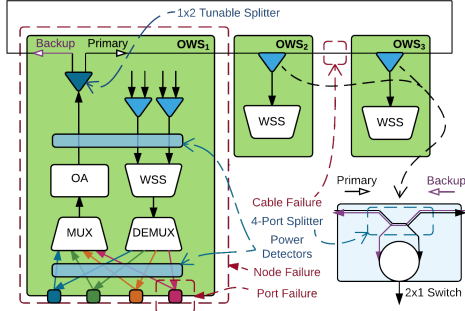 1x2 Tunable Splitter
Backup Primary OWS1 OWS2 OWS3
WSS WSS
OA WSS
MUX DEMUX
Cable Failure
4-Port Splitter
Power
Detectors
Node Failure
Port Failure
Primary Backup
2x1 Switch